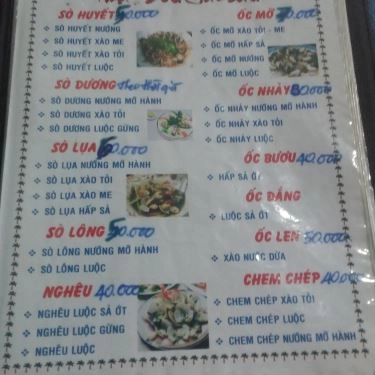 SÒ HUYẾT 50.000
SÒ HUYẾT NƯỚNG
SÒ HUYẾT XÀO ME
SÒ HUYẾT XÀO TỎI
SÒ HUYẾT LUỘC
SÒ DƯƠNG Theo thời giá
SÒ DƯƠNG NƯỚNG MỠ HÀNH
SÒ DƯƠNG XÀO TỎI
SÒ DƯƠNG LUỘC GỪNG
SÒ LỤA 50.000
SÒ LỤA NƯỚNG MỠ HÀNH
SÒ LỤA XÀO TỎI
SÒ LỤA XÀO ME
SÒ LỤA HẤP SẢ
SÒ LÔNG 50.000
SÒ LÔNG NƯỚNG MỠ HÀNH
SÒ LÔNG LUỘC
NGHÊU 40.000
NGHÊU LUỘC SẢ ỚT
NGHÊU LUỘC GỪNG
NGHÊU LUỘC
ỐC MỠ
ỐC MỠ XÀO TỎI - ME
ỐC MỠ HẤP SẢ
ỐC MỠ NƯỚNG
ỐC MỠ LUỘC
ỐC NHẢY
ỐC NHẢY NƯỚNG MỠ HÀNH
ỐC NHẢY XÀO TỎI
ỐC NHẢY LUỘC
ỐC BƯƠU 40.000
HẤP SẢ ỚT
ỐC ĐẮNG
LUỘC SẢ ỚT
ỐC LEN 50.000
XÀO NƯỚC DỪA
CHEM CHÉP 40.000
CHEM CHÉP XÀO TỎI
CHEM CHÉP LUỘC
CHEM CHÉP NƯỚNG MỠ HÀNH